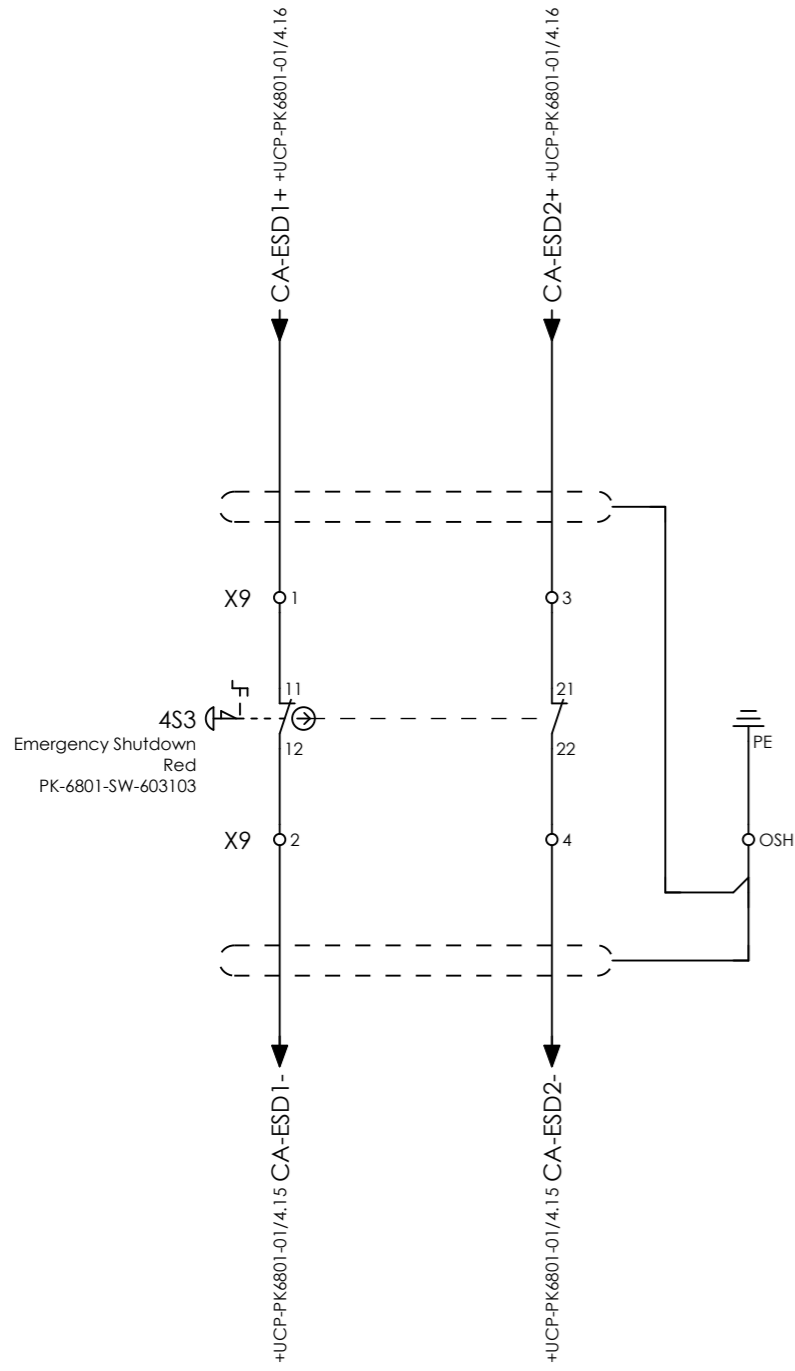 CA-ESD1+ +UCP-PK6801-01/4.16
CA-ESD2+ +UCP-PK6801-01/4.16
X9 1
3
4S3
Emergency Shutdown
Red
PK-6801-SW-603103
11
12
21
22
PE
X9 2
4
OSH
+UCP-PK6801-01/4.15 CA-ESD1-
+UCP-PK6801-01/4.15 CA-ESD2-